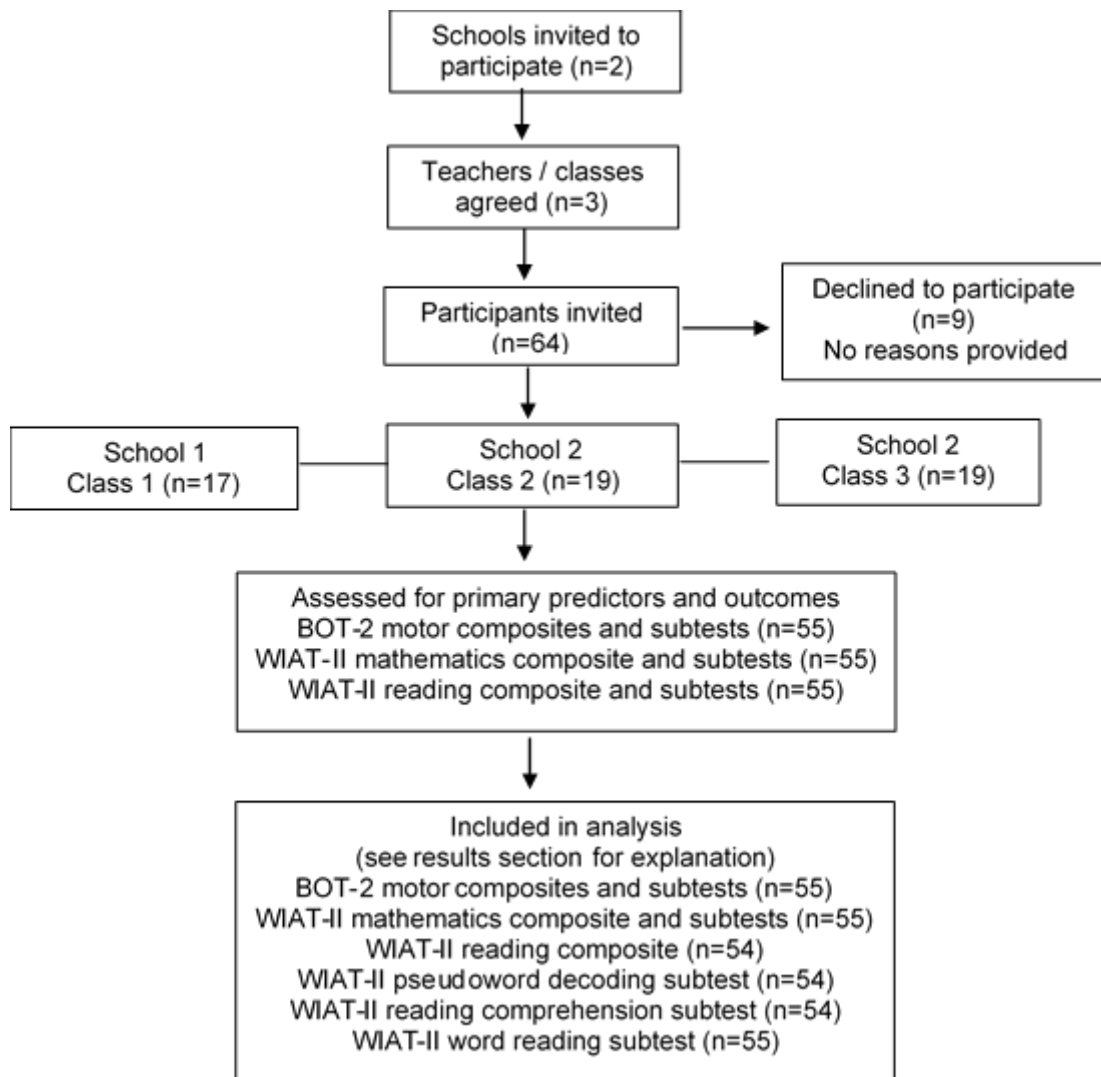 Schools invited to
participate (n=2)
Teachers / classes
agreed (n=3)
Participants invited
(n=64)
Declined to participate
(n=9)
No reasons provided
School 1
Class 1 (n=17)
School 2
Class 2 (n=19)
School 2
Class 3 (n=19)
Assessed for primary predictors and outcomes
BOT-2 motor composites and subtests (n=55)
WIAT-II mathematics composite and subtests (n=55)
WIAT-II reading composite and subtests (n=55)
Included in analysis
(see results section for explanation)
BOT-2 motor composites and subtests (n=55)
WIAT-II mathematics composite and subtests (n=55)
WIAT-II reading composite (n=54)
WIAT-II pseudoword decoding subtest (n=54)
WIAT-II reading comprehension subtest (n=54)
WIAT-II word reading subtest (n=55)